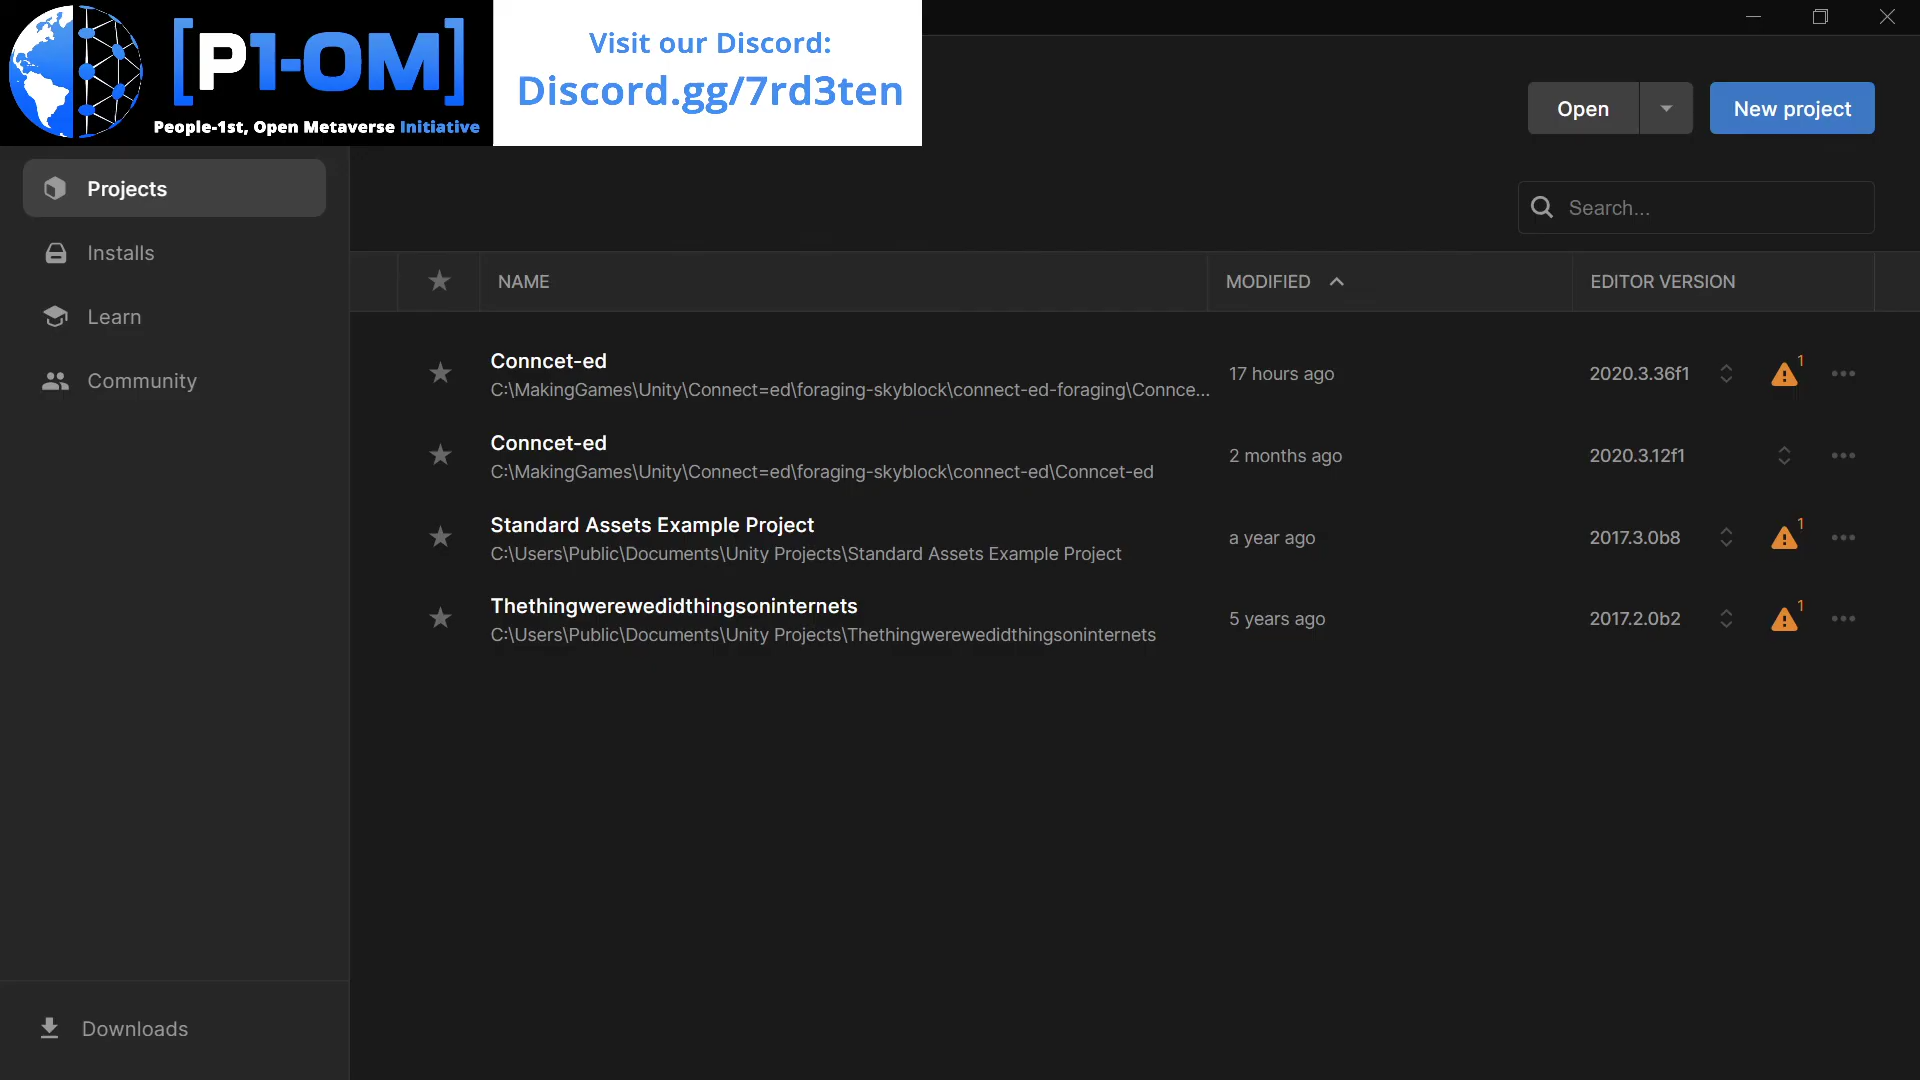 [P1-OM]
People-1st, Open Metaverse Initiative
Visit our Discord:
Discord.gg/7rd3ten
Open
New project
Projects
Search...
Installs
NAME
MODIFIED
EDITOR VERSION
Learn
Community
Conncet-ed
C:\MakingGames\Unity\Connect=ed\foraging-skyblock\connect-ed-foraging\Connce...
17 hours ago
2020.3.36f1
1
Conncet-ed
C:\MakingGames\Unity\Connect=ed\foraging-skyblock\connect-ed\Conncet-ed
2 months ago
2020.3.12f1
Standard Assets Example Project
C:\Users\Public\Documents\Unity Projects\Standard Assets Example Project
a year ago
2017.3.0b8
1
Thethingwerewedidthingsoninternets
C:\Users\Public\Documents\Unity Projects\Thethingwerewedidthingsoninternets
5 years ago
2017.2.0b2
1
Downloads